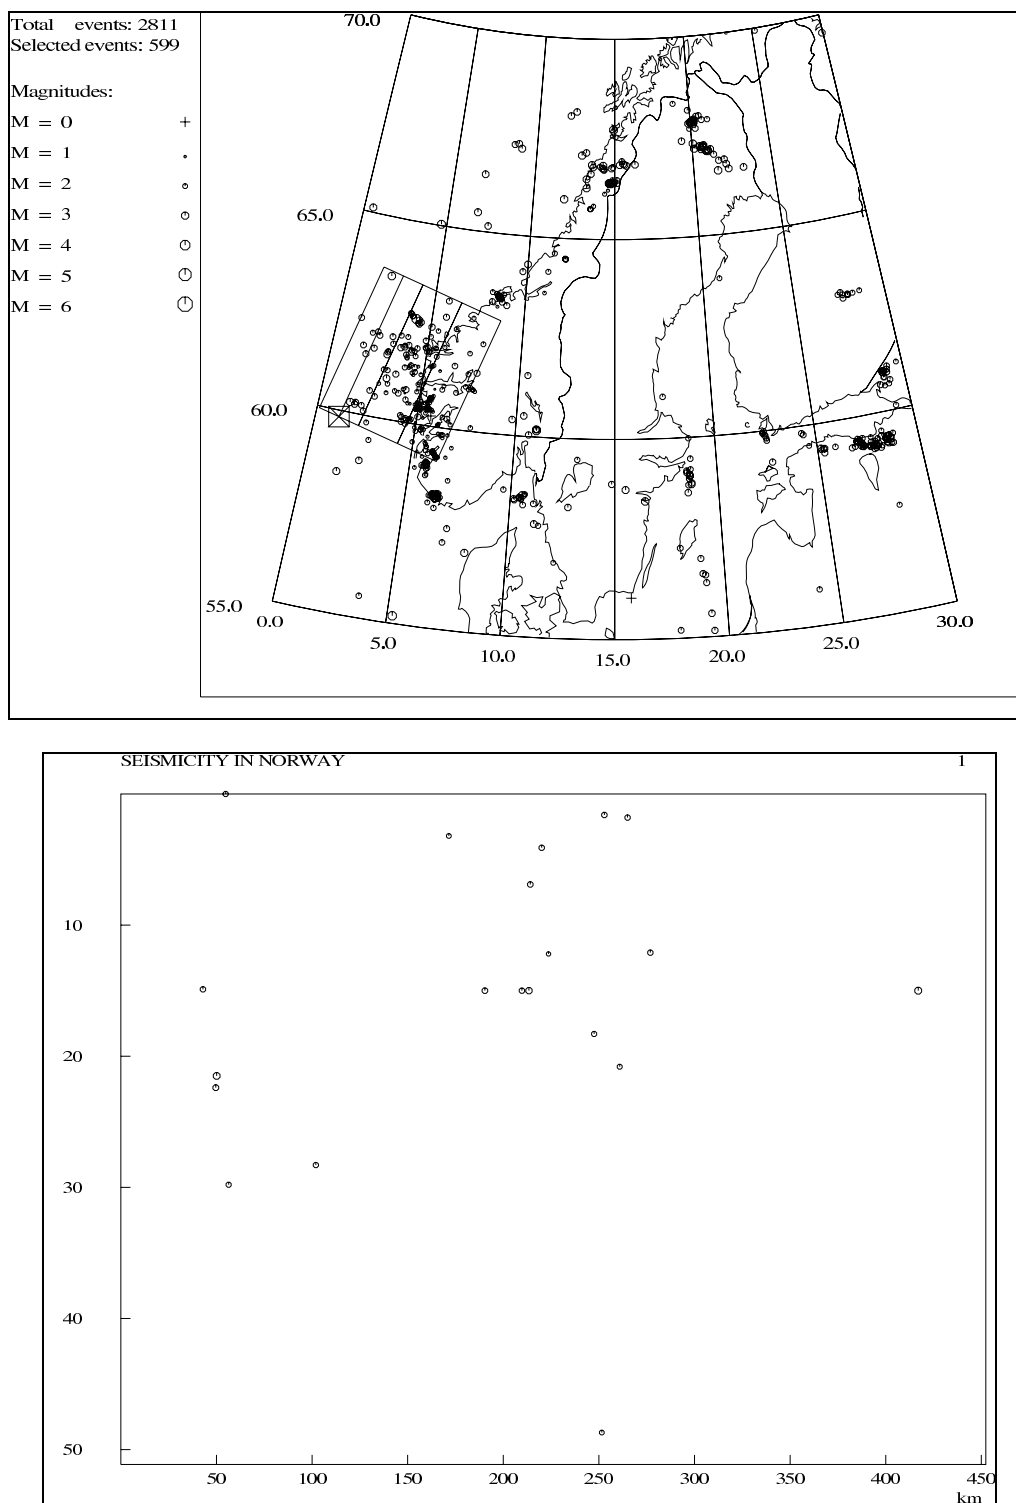 Total events: 2811
Selected events: 599
Magnitudes:
M = 0
M = 1
M = 2
M = 3
M = 4
M = 5
M = 6
70.0
65.0
60.0
55.0
0.0
5.0
10.0
15.0
20.0
25.0
30.0
SEISMICITY IN NORWAY 1
10
20
30
40
50
50 100 150 200 250 300 350 400 450
km